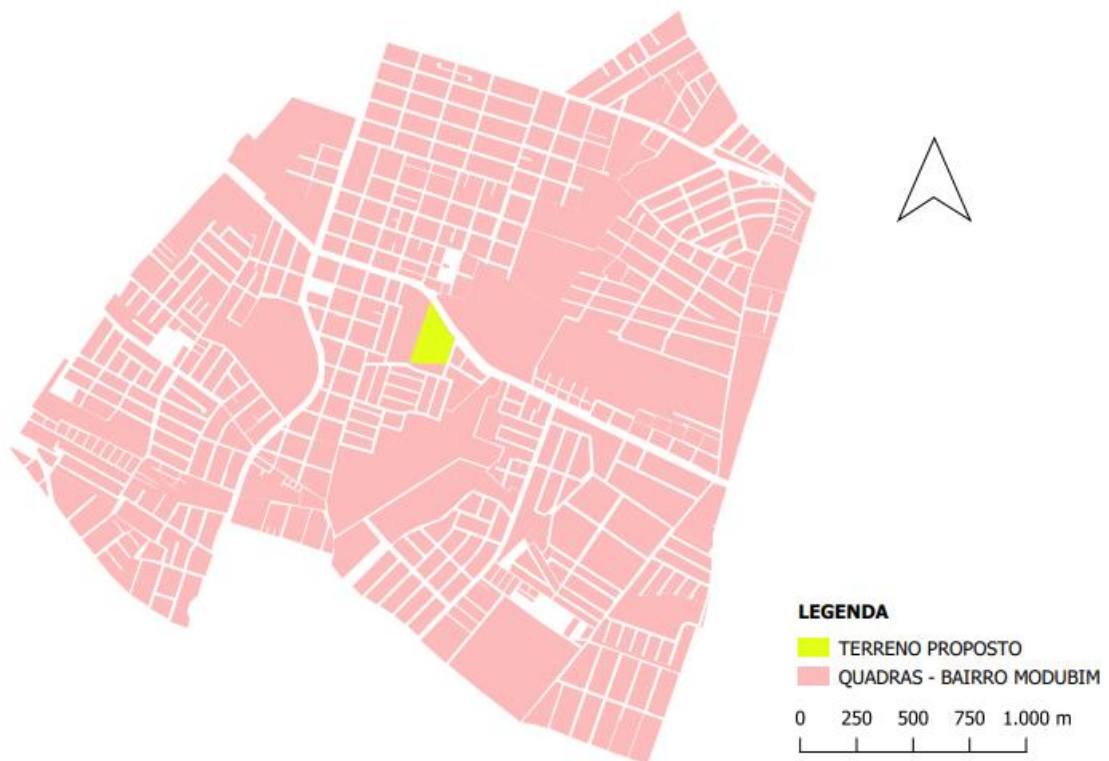 LEGENDA
TERRENO PROPOSTO
QUADRAS - BAIRRO MODUBIM
0 250 500 750 1.000 m